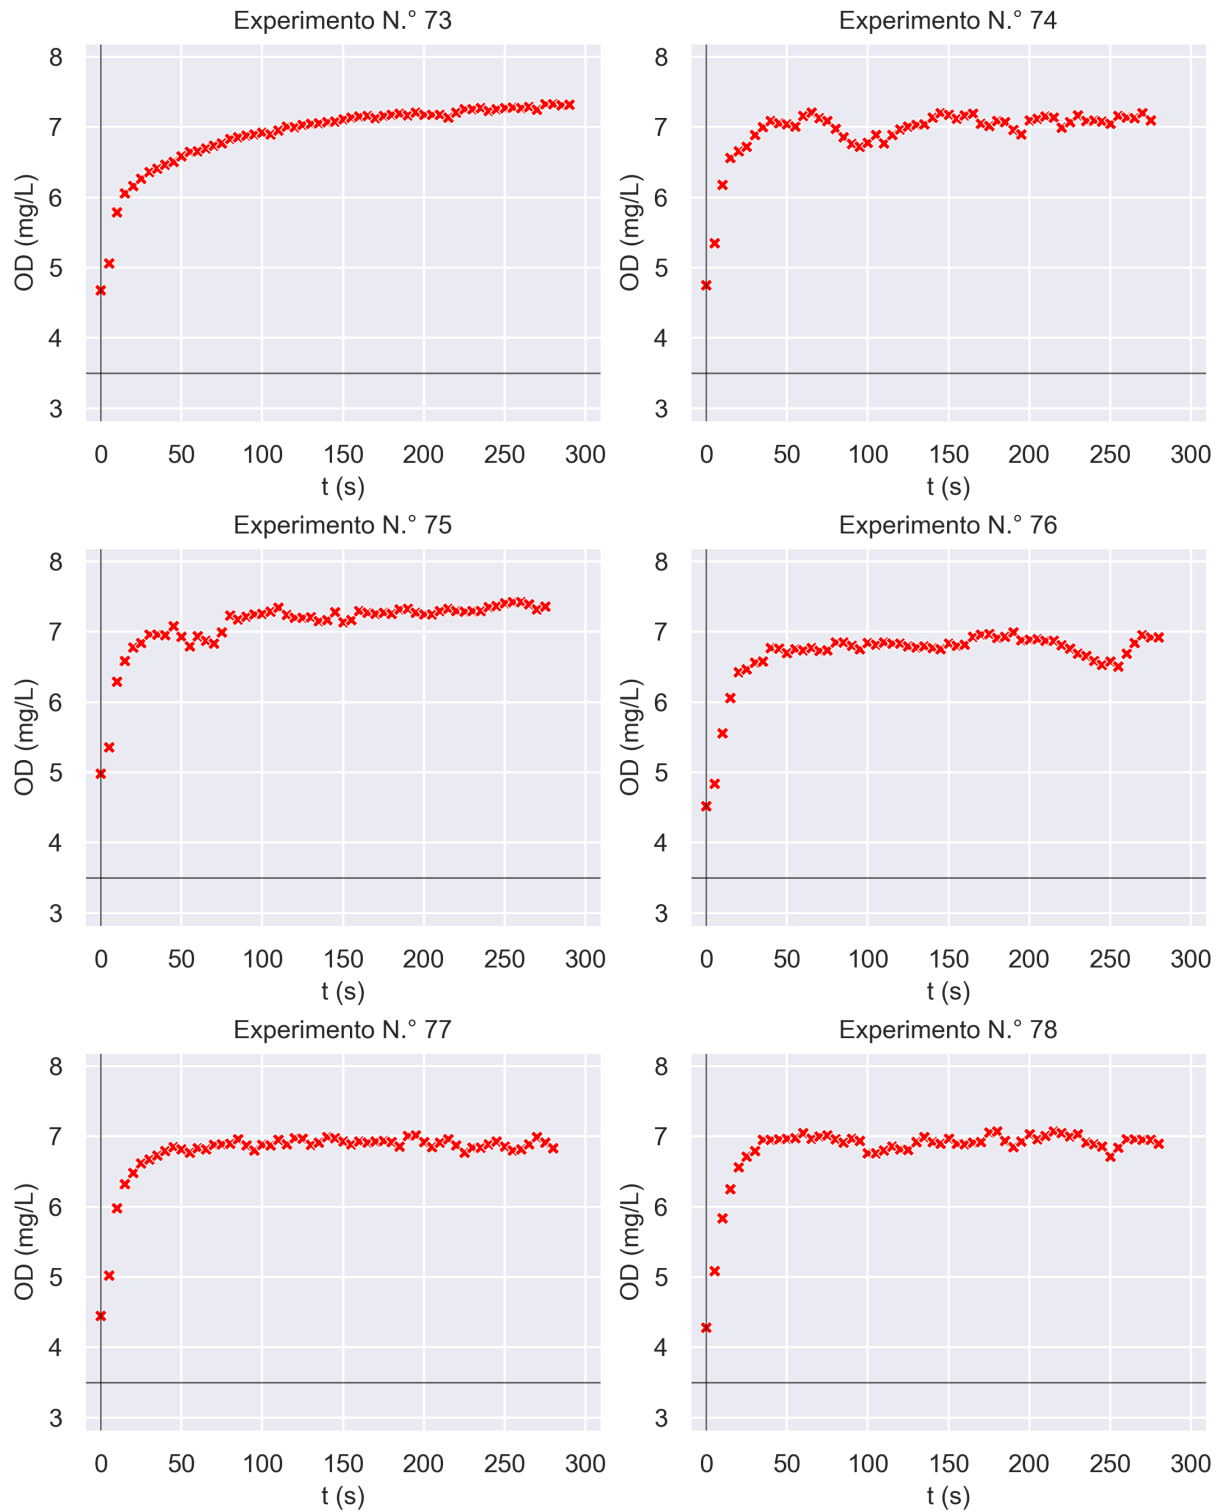 Experimento N.° 73
8
7
6
5
4
3
OD (mg/L)
0 50 100 150 200 250 300
t (s)
Experimento N.° 74
8
7
6
5
4
3
OD (mg/L)
0 50 100 150 200 250 300
t (s)
Experimento N.° 75
8
7
6
5
4
3
OD (mg/L)
0 50 100 150 200 250 300
t (s)
Experimento N.° 76
8
7
6
5
4
3
OD (mg/L)
0 50 100 150 200 250 300
t (s)
Experimento N.° 77
8
7
6
5
4
3
OD (mg/L)
0 50 100 150 200 250 300
t (s)
Experimento N.° 78
8
7
6
5
4
3
OD (mg/L)
0 50 100 150 200 250 300
t (s)